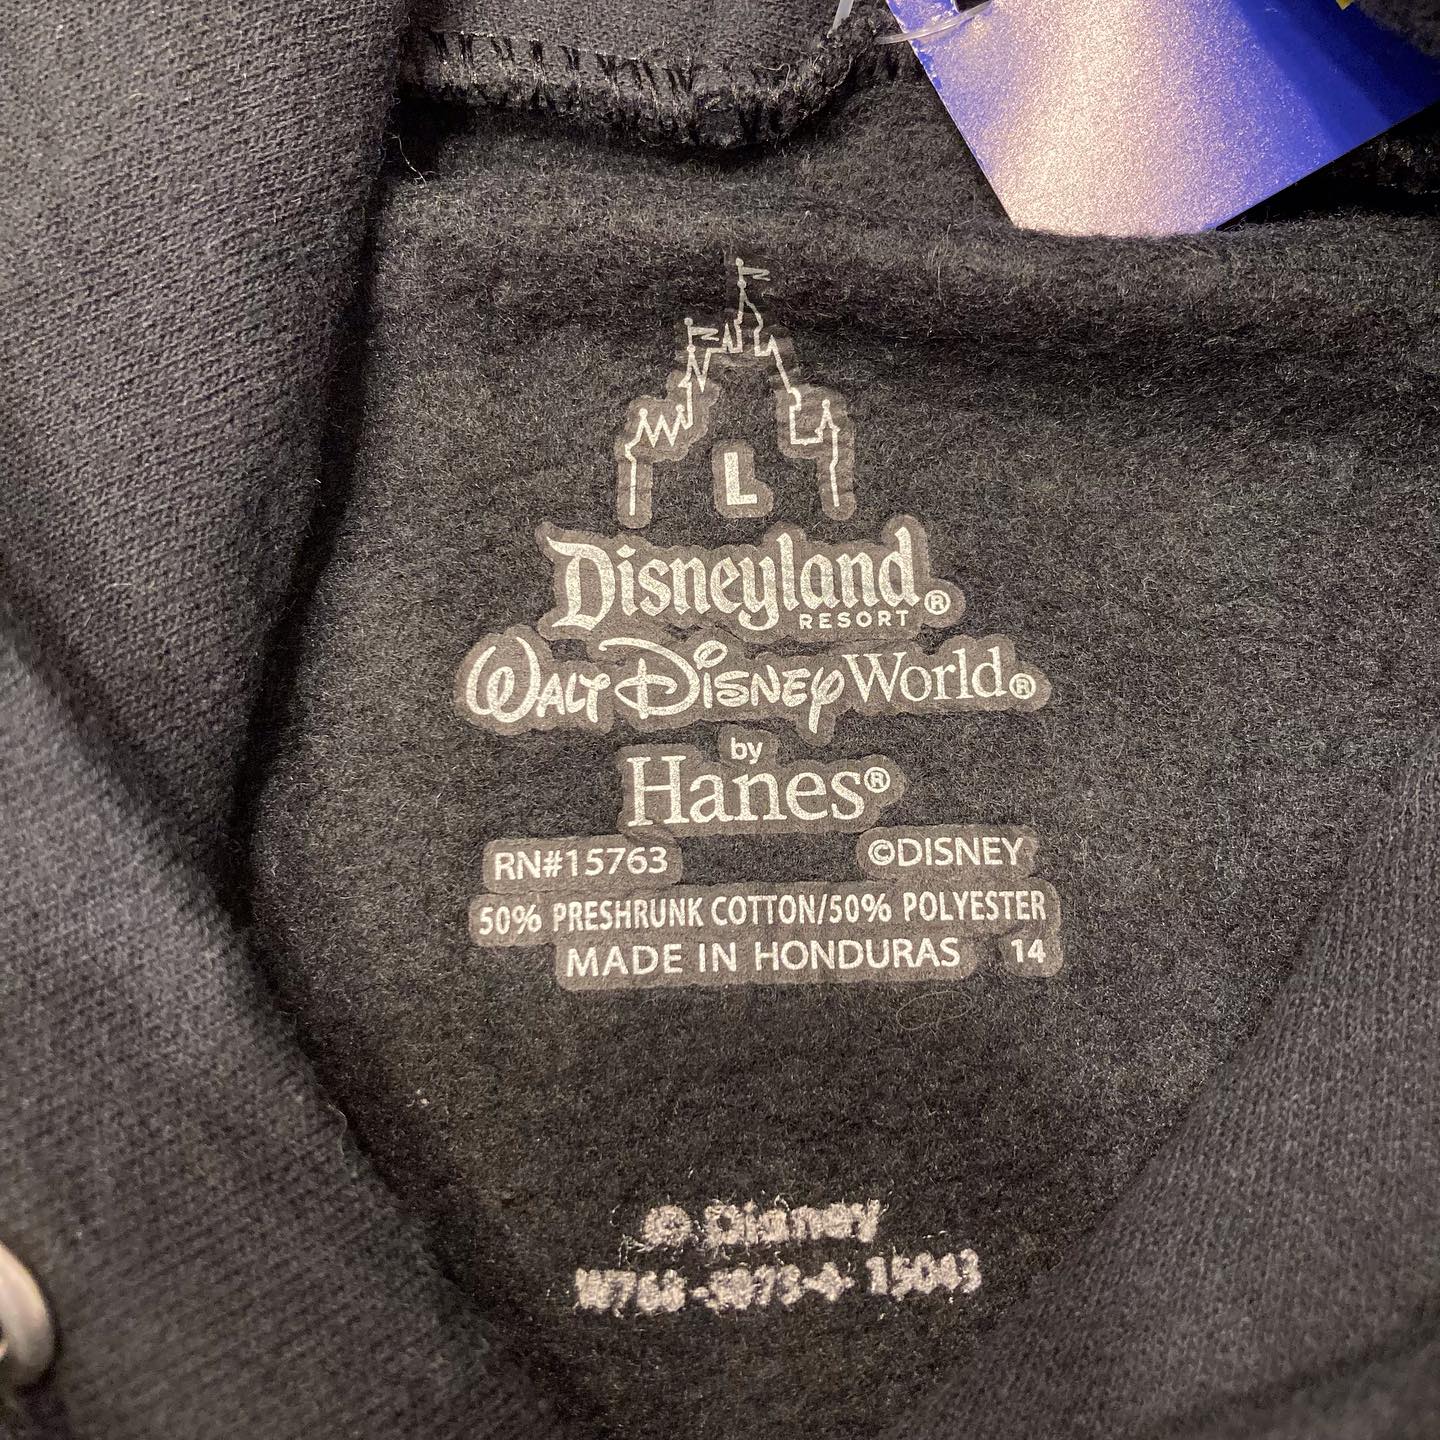 L
Disneyland®
RESORT
WALT DISNEY World®
by
Hanes®
RN#15763 ©DISNEY
50% PRESHRUNK COTTON/50% POLYESTER
MADE IN HONDURAS 14
© Disney
15043